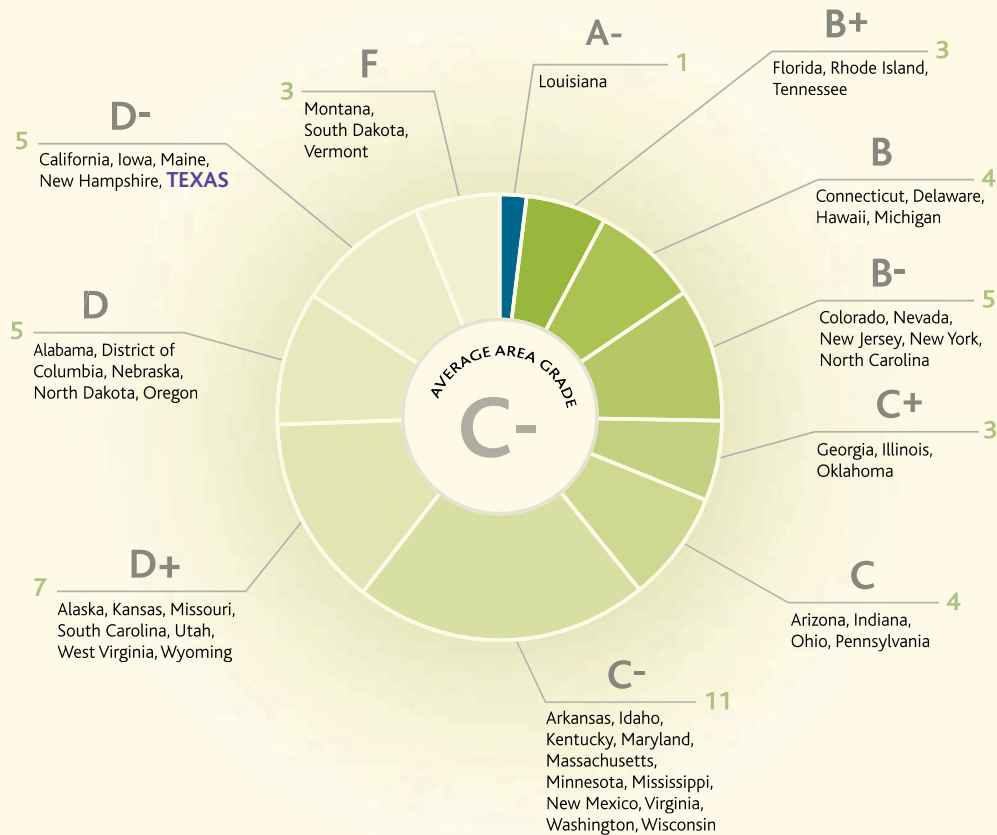 A-
1
Louisiana
B+
3
Florida, Rhode Island,
Tennessee
B
4
Connecticut, Delaware,
Hawaii, Michigan
B-
5
Colorado, Nevada,
New Jersey, New York,
North Carolina
C+
3
Georgia, Illinois,
Oklahoma
C
4
Arizona, Indiana,
Ohio, Pennsylvania
C-
11
Arkansas, Idaho,
Kentucky, Maryland,
Massachusetts,
Minnesota, Mississippi,
New Mexico, Virginia,
Washington, Wisconsin
D+
7
Alaska, Kansas, Missouri,
South Carolina, Utah,
West Virginia, Wyoming
D
5
Alabama, District of
Columbia, Nebraska,
North Dakota, Oregon
D-
5
California, Iowa, Maine,
New Hampshire, TEXAS
F
3
Montana,
South Dakota,
Vermont
AVERAGE AREA GRADE
C-